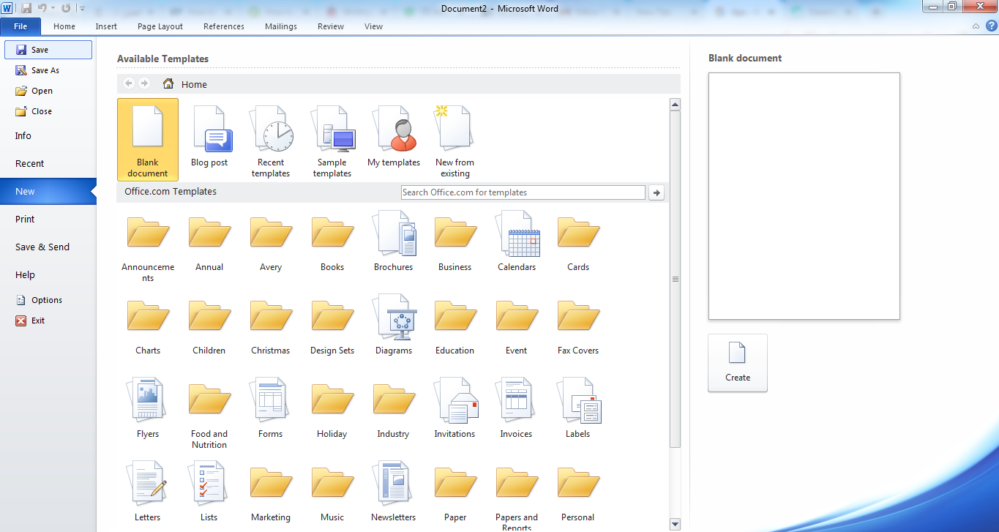 Document2 - Microsoft Word
File Home Insert Page Layout References Mailings Review View
Save
Save As
Open
Close
Info
Recent
New
Print
Save & Send
Help
Options
Exit
Available Templates
Home
Blank
document
Blog post
Recent
templates
Sample
templates
My templates
New from
existing
Office.com Templates
Search Office.com for templates
Announceme
nts
Annual
Avery
Books
Brochures
Business
Calendars
Cards
Charts
Children
Christmas
Design Sets
Diagrams
Education
Event
Fax Covers
Flyers
Food and
Nutrition
Forms
Holiday
Industry
Invitations
Invoices
Labels
Letters
Lists
Marketing
Music
Newsletters
Paper
Papers and
Reports
Personal
Blank document
Create